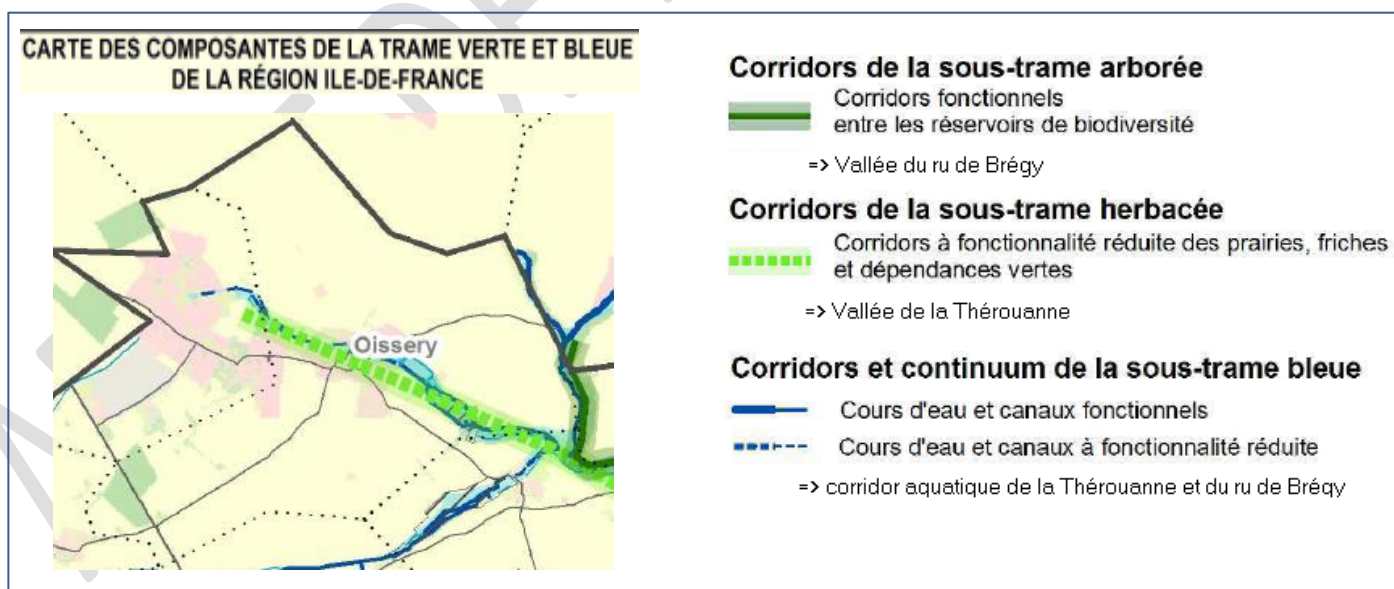 CARTE DES COMPOSANTES DE LA TRAME VERTE ET BLEUE
DE LA RÉGION ILE-DE-FRANCE
Oissery
Corridors de la sous-trame arborée
Corridors fonctionnels
entre les réservoirs de biodiversité
=> Vallée du ru de Brégy
Corridors de la sous-trame herbacée
Corridors à fonctionnalité réduite des prairies, friches
et dépendances vertes
=> Vallée de la Thérouanne
Corridors et continuum de la sous-trame bleue
Cours d'eau et canaux fonctionnels
Cours d'eau et canaux à fonctionnalité réduite
=> corridor aquatique de la Thérouanne et du ru de Brégy